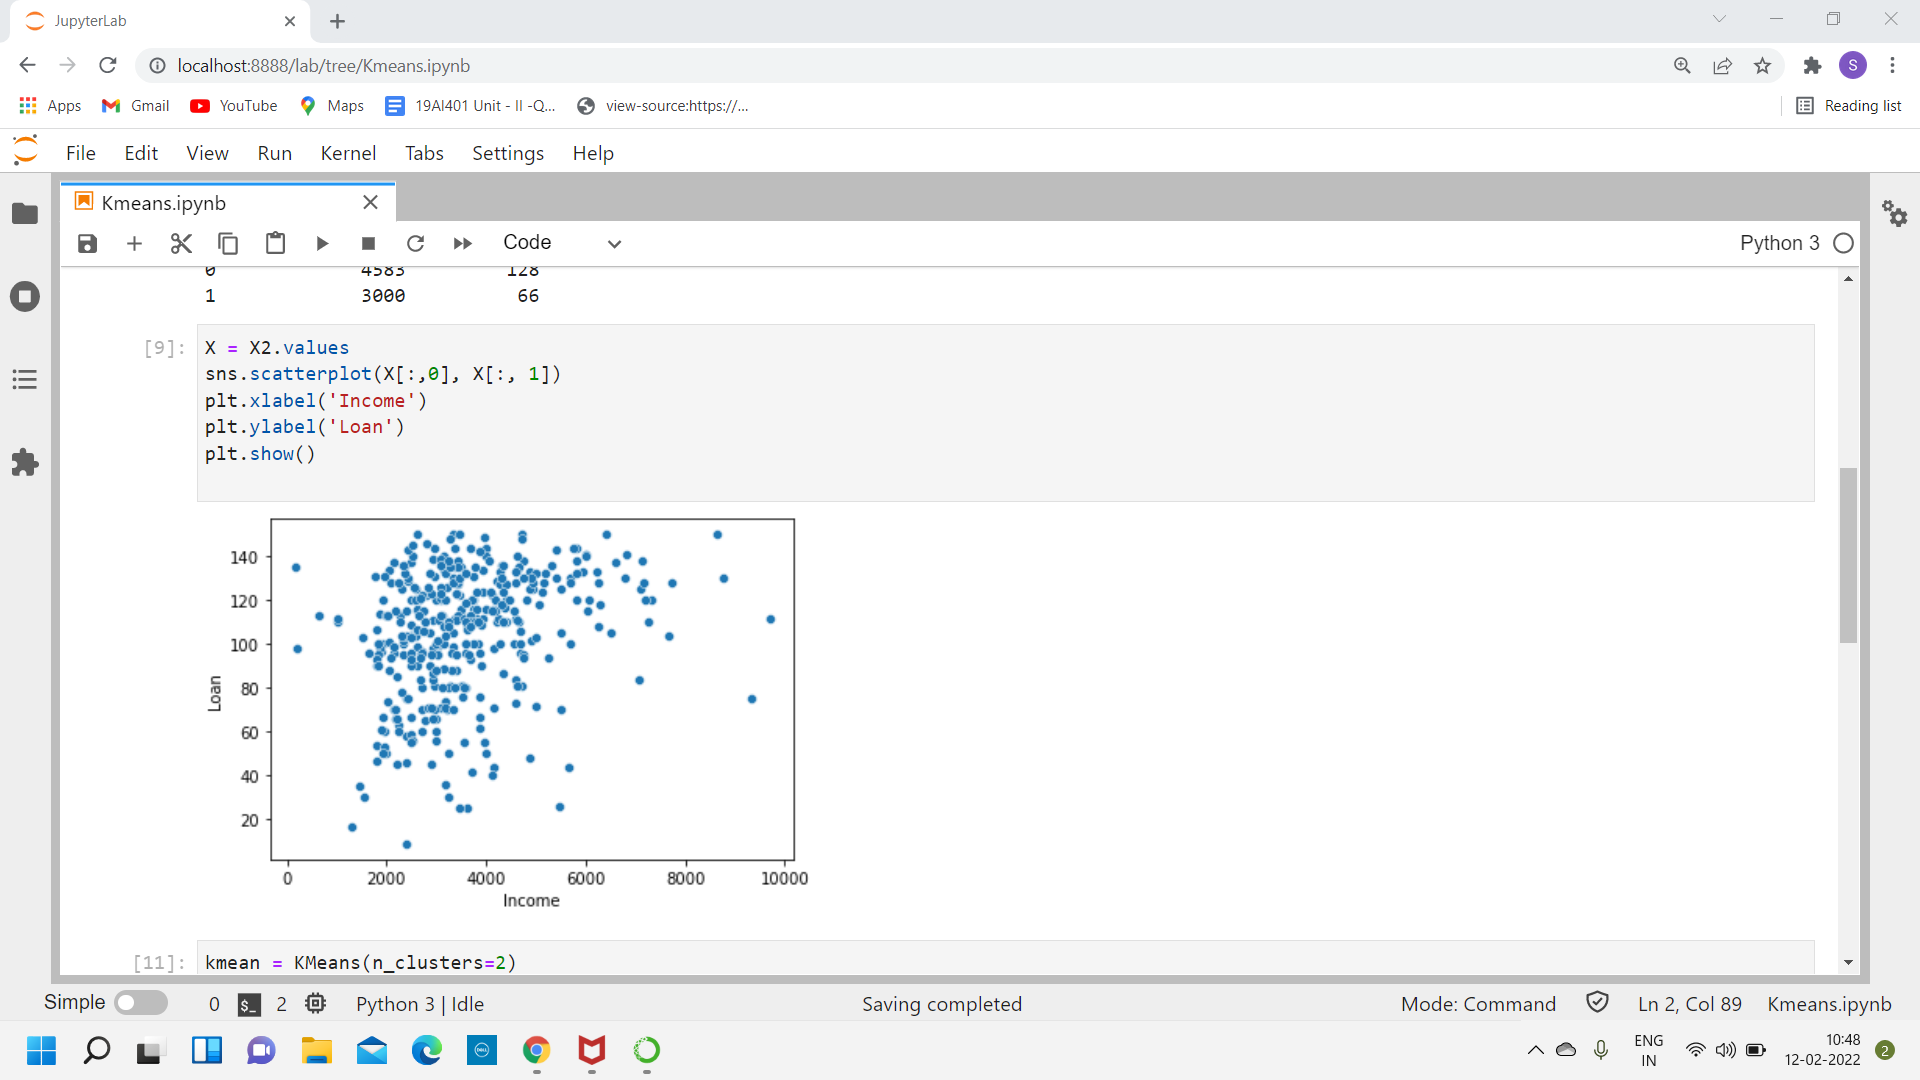 JupyterLab
localhost:8888/lab/tree/Kmeans.ipynb
S
Apps Gmail YouTube Maps 19AI401 Unit - II -Q... view-source:https://... Reading list
File Edit View Run Kernel Tabs Settings Help
Kmeans.ipynb
Code Python 3
0 4583 128
1 3000 66
[9]: X = X2.values
sns.scatterplot(X[:,0], X[:, 1])
plt.xlabel('Income')
plt.ylabel('Loan')
plt.show()
140
120
100
80
60
40
20
Loan
0 2000 4000 6000 8000 10000
Income
[11]: kmean = KMeans(n_clusters=2)
Simple 0 $_ 2 Python 3 | Idle Saving completed Mode: Command Ln 2, Col 89 Kmeans.ipynb
DELL
ENG
IN
10:48
12-02-2022
2